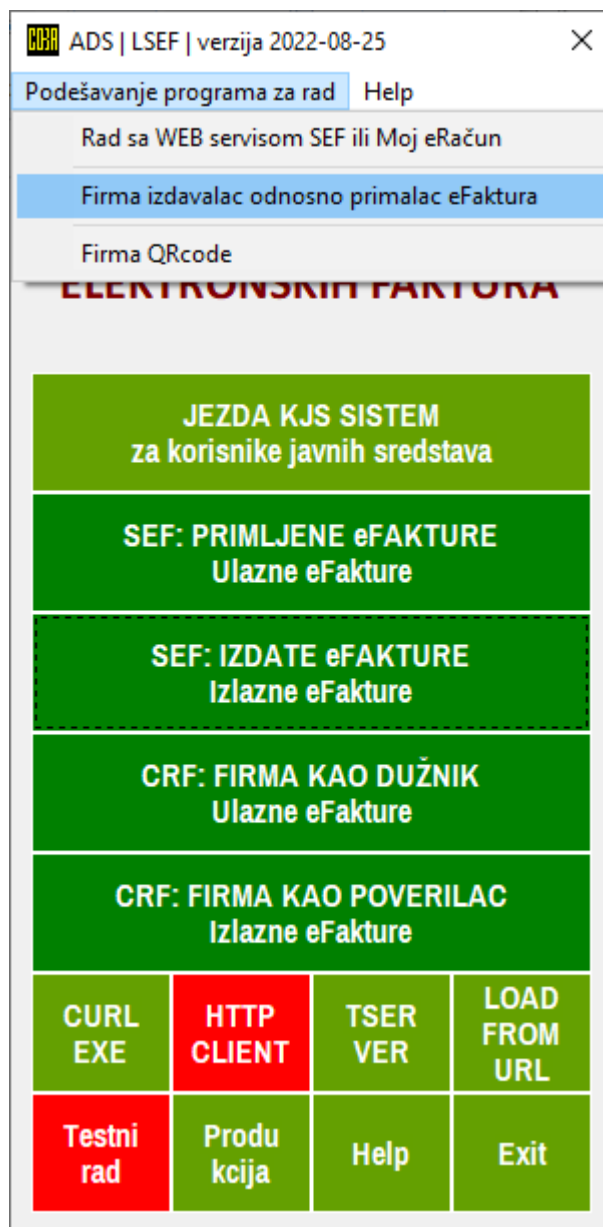 ADS | LSEF | verzija 2022-08-25
Podešavanje programa za rad Help
Rad sa WEB servisom SEF ili Moj eRačun
Firma izdavalac odnosno primalac eFaktura
Firma QRcode
ELEKTRONSKIH FAKTURA
JEZDA KJS SISTEM
za korisnike javnih sredstava
SEF: PRIMLJENE eFAKTURE
Ulazne eFakture
SEF: IZDATE eFAKTURE
Izlazne eFakture
CRF: FIRMA KAO DUŽNIK
Ulazne eFakture
CRF: FIRMA KAO POVERILAC
Izlazne eFakture
CURL
EXE
HTTP
CLIENT
TSER
VER
LOAD
FROM
URL
Testni
rad
Produ
kcija
Help
Exit